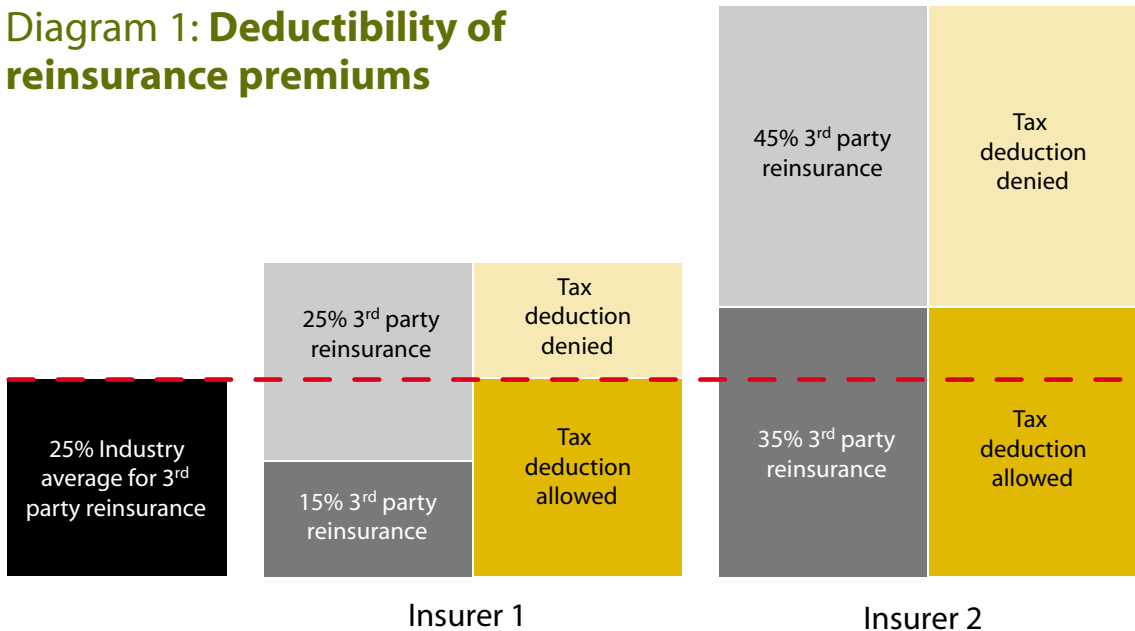 Diagram 1: Deductibility of
reinsurance premiums
25% Industry
average for 3rd
party reinsurance
25% 3rd party
reinsurance
15% 3rd party
reinsurance
Tax
deduction
denied
Tax
deduction
allowed
Insurer 1
45% 3rd party
reinsurance
35% 3rd party
reinsurance
Tax
deduction
denied
Tax
deduction
allowed
Insurer 2